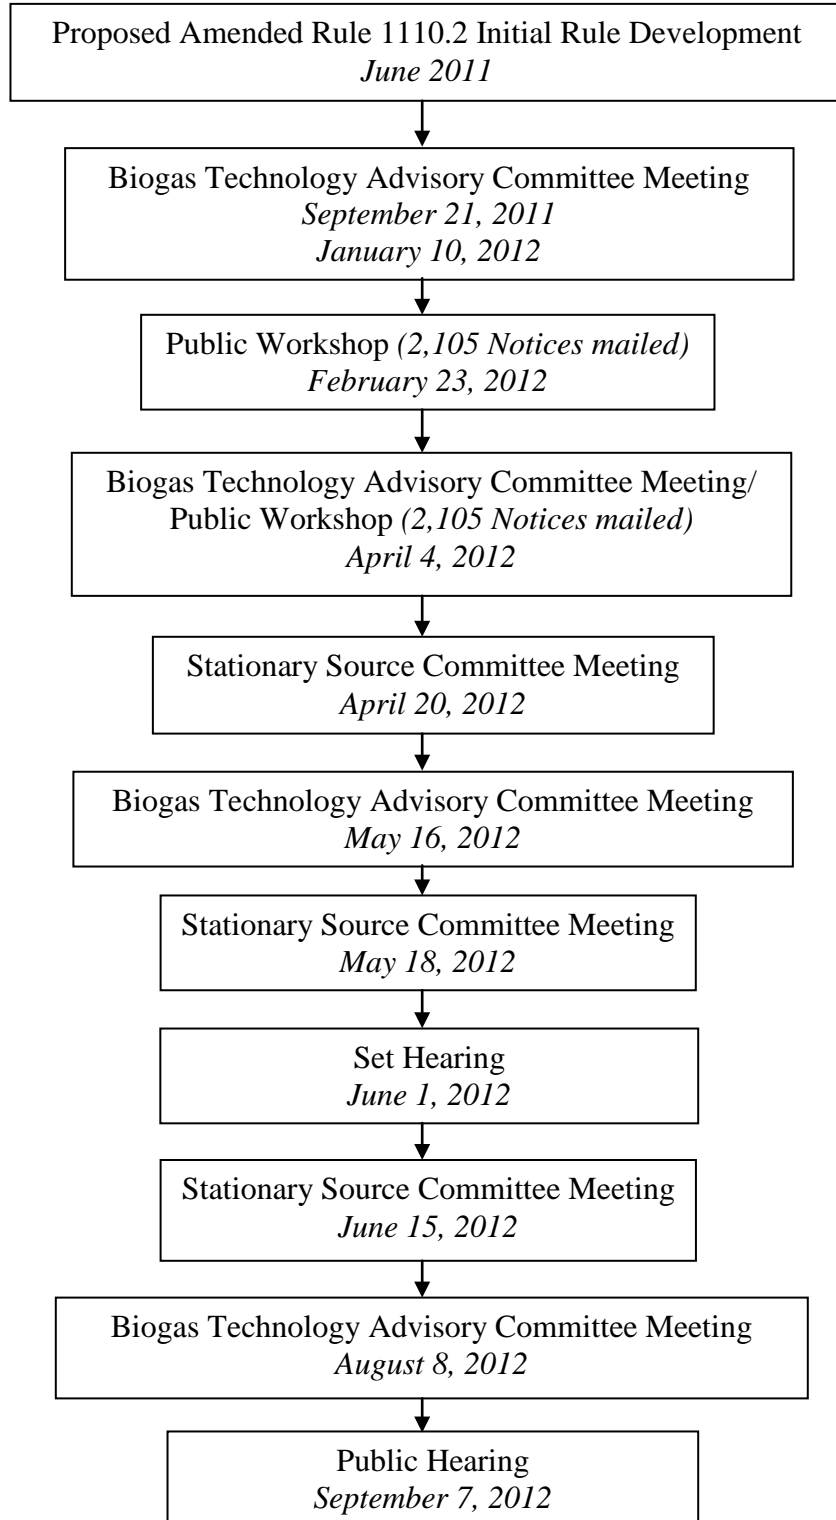 Proposed Amended Rule 1110.2 Initial Rule Development
June 2011
Biogas Technology Advisory Committee Meeting
September 21, 2011
January 10, 2012
Public Workshop (2,105 Notices mailed)
February 23, 2012
Biogas Technology Advisory Committee Meeting/
Public Workshop (2,105 Notices mailed)
April 4, 2012
Stationary Source Committee Meeting
April 20, 2012
Biogas Technology Advisory Committee Meeting
May 16, 2012
Stationary Source Committee Meeting
May 18, 2012
Set Hearing
June 1, 2012
Stationary Source Committee Meeting
June 15, 2012
Biogas Technology Advisory Committee Meeting
August 8, 2012
Public Hearing
September 7, 2012